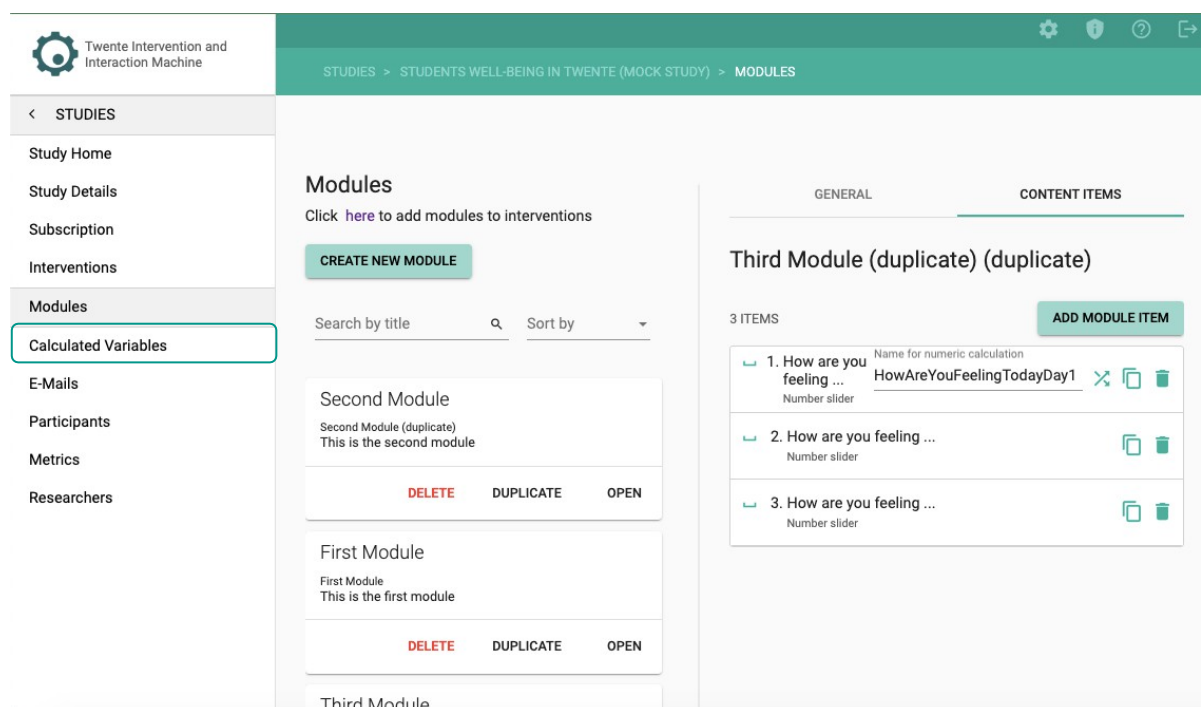 Twente Intervention and
Interaction Machine
STUDIES > STUDENTS WELL-BEING IN TWENTE (MOCK STUDY) > MODULES
< STUDIES
Study Home
Study Details
Subscription
Interventions
Modules
Calculated Variables
E-Mails
Participants
Metrics
Researchers
Modules
Click here to add modules to interventions
CREATE NEW MODULE
Search by title
Sort by
Second Module
Second Module (duplicate)
This is the second module
DELETE DUPLICATE OPEN
First Module
First Module
This is the first module
DELETE DUPLICATE OPEN
Third Module
GENERAL CONTENT ITEMS
Third Module (duplicate) (duplicate)
3 ITEMS
ADD MODULE ITEM
1. How are you
feeling ...
Number slider
Name for numeric calculation
HowAreYouFeelingTodayDay1
2. How are you feeling ...
Number slider
3. How are you feeling ...
Number slider